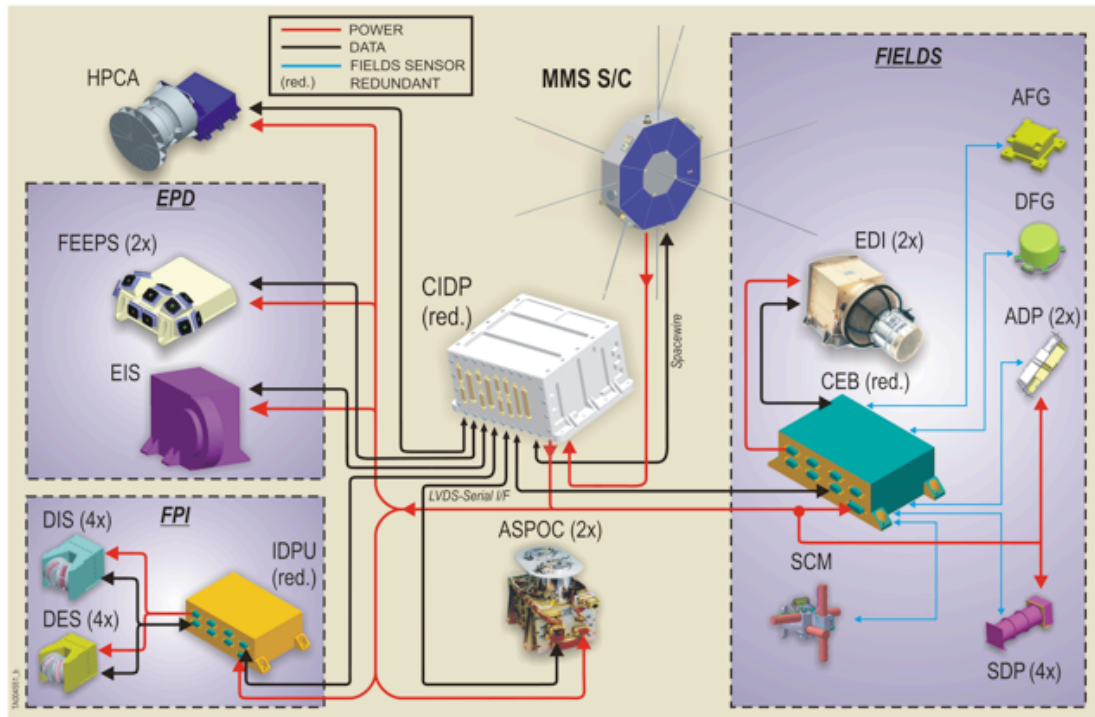 POWER
DATA
FIELDS SENSOR
(red.) REDUNDANT
HPCA
MMS S/C
FIELDS
AFG
DFG
EDI (2x)
ADP (2x)
CEB (red.)
SCM
SDP (4x)
EPD
FEEPS (2x)
EIS
CIDP
(red.)
Spacewire
LVDS-Serial I/F
ASPOC (2x)
FPI
DIS (4x)
IDPU
(red.)
DES (4x)